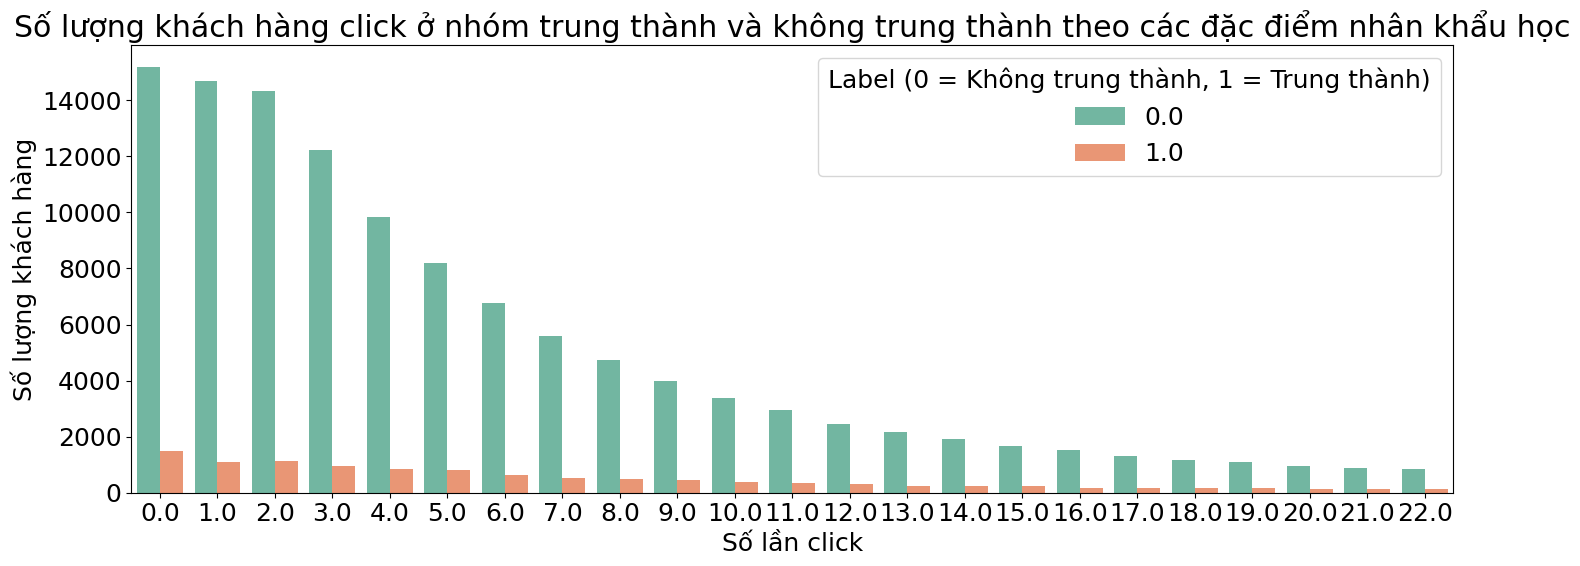 Số lượng khách hàng click ở nhóm trung thành và không trung thành theo các đặc điểm nhân khẩu học
Label (0 = Không trung thành, 1 = Trung thành)
0.0
1.0
Số lượng khách hàng
14000
12000
10000
8000
6000
4000
2000
0
0.0 1.0 2.0 3.0 4.0 5.0 6.0 7.0 8.0 9.0 10.0 11.0 12.0 13.0 14.0 15.0 16.0 17.0 18.0 19.0 20.0 21.0 22.0
Số lần click